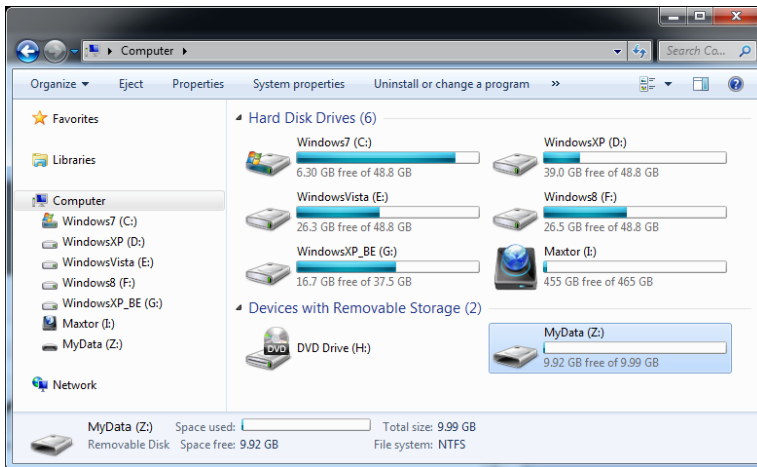 Computer
Search Co...
Organize Eject Properties System properties Uninstall or change a program »
Favorites
Libraries
Computer
Windows7 (C:)
WindowsXP (D:)
WindowsVista (E:)
Windows8 (F:)
WindowsXP_BE (G:)
Maxtor (I:)
MyData (Z:)
Network
Hard Disk Drives (6)
Windows7 (C:)
6.30 GB free of 48.8 GB
WindowsXP (D:)
39.0 GB free of 48.8 GB
WindowsVista (E:)
26.3 GB free of 48.8 GB
Windows8 (F:)
26.5 GB free of 48.8 GB
WindowsXP_BE (G:)
16.7 GB free of 37.5 GB
Maxtor (I:)
455 GB free of 465 GB
Devices with Removable Storage (2)
DVD
DVD Drive (H:)
MyData (Z:)
9.92 GB free of 9.99 GB
MyData (Z:) Space used: Total size: 9.99 GB
Removable Disk Space free: 9.92 GB File system: NTFS